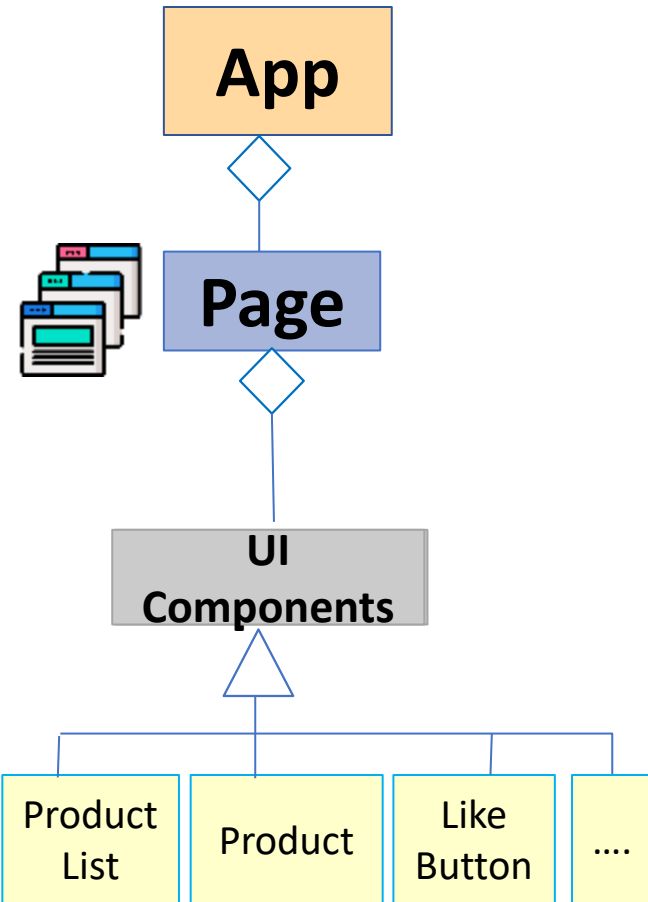 App
Page
UI
Components
Product
List
Product
Like
Button
....